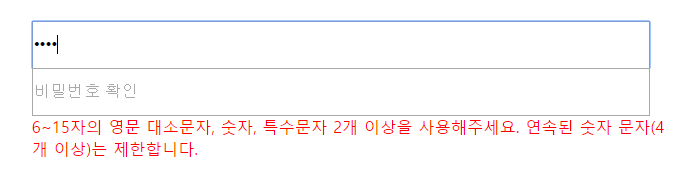 ••••
비밀번호 확인
6~15자의 영문 대소문자, 숫자, 특수문자 2개 이상을 사용해주세요. 연속된 숫자 문자(4
개 이상)는 제한합니다.